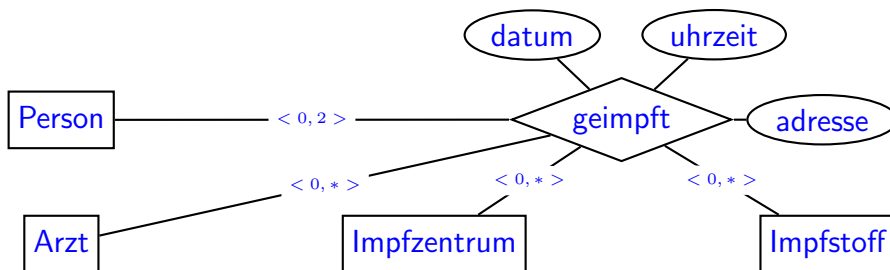 datum
uhrzeit
Person
< 0, 2 >
geimpft
adresse
< 0, ∗ >
< 0, ∗ >
< 0, ∗ >
Arzt
Impfzentrum
Impfstoff